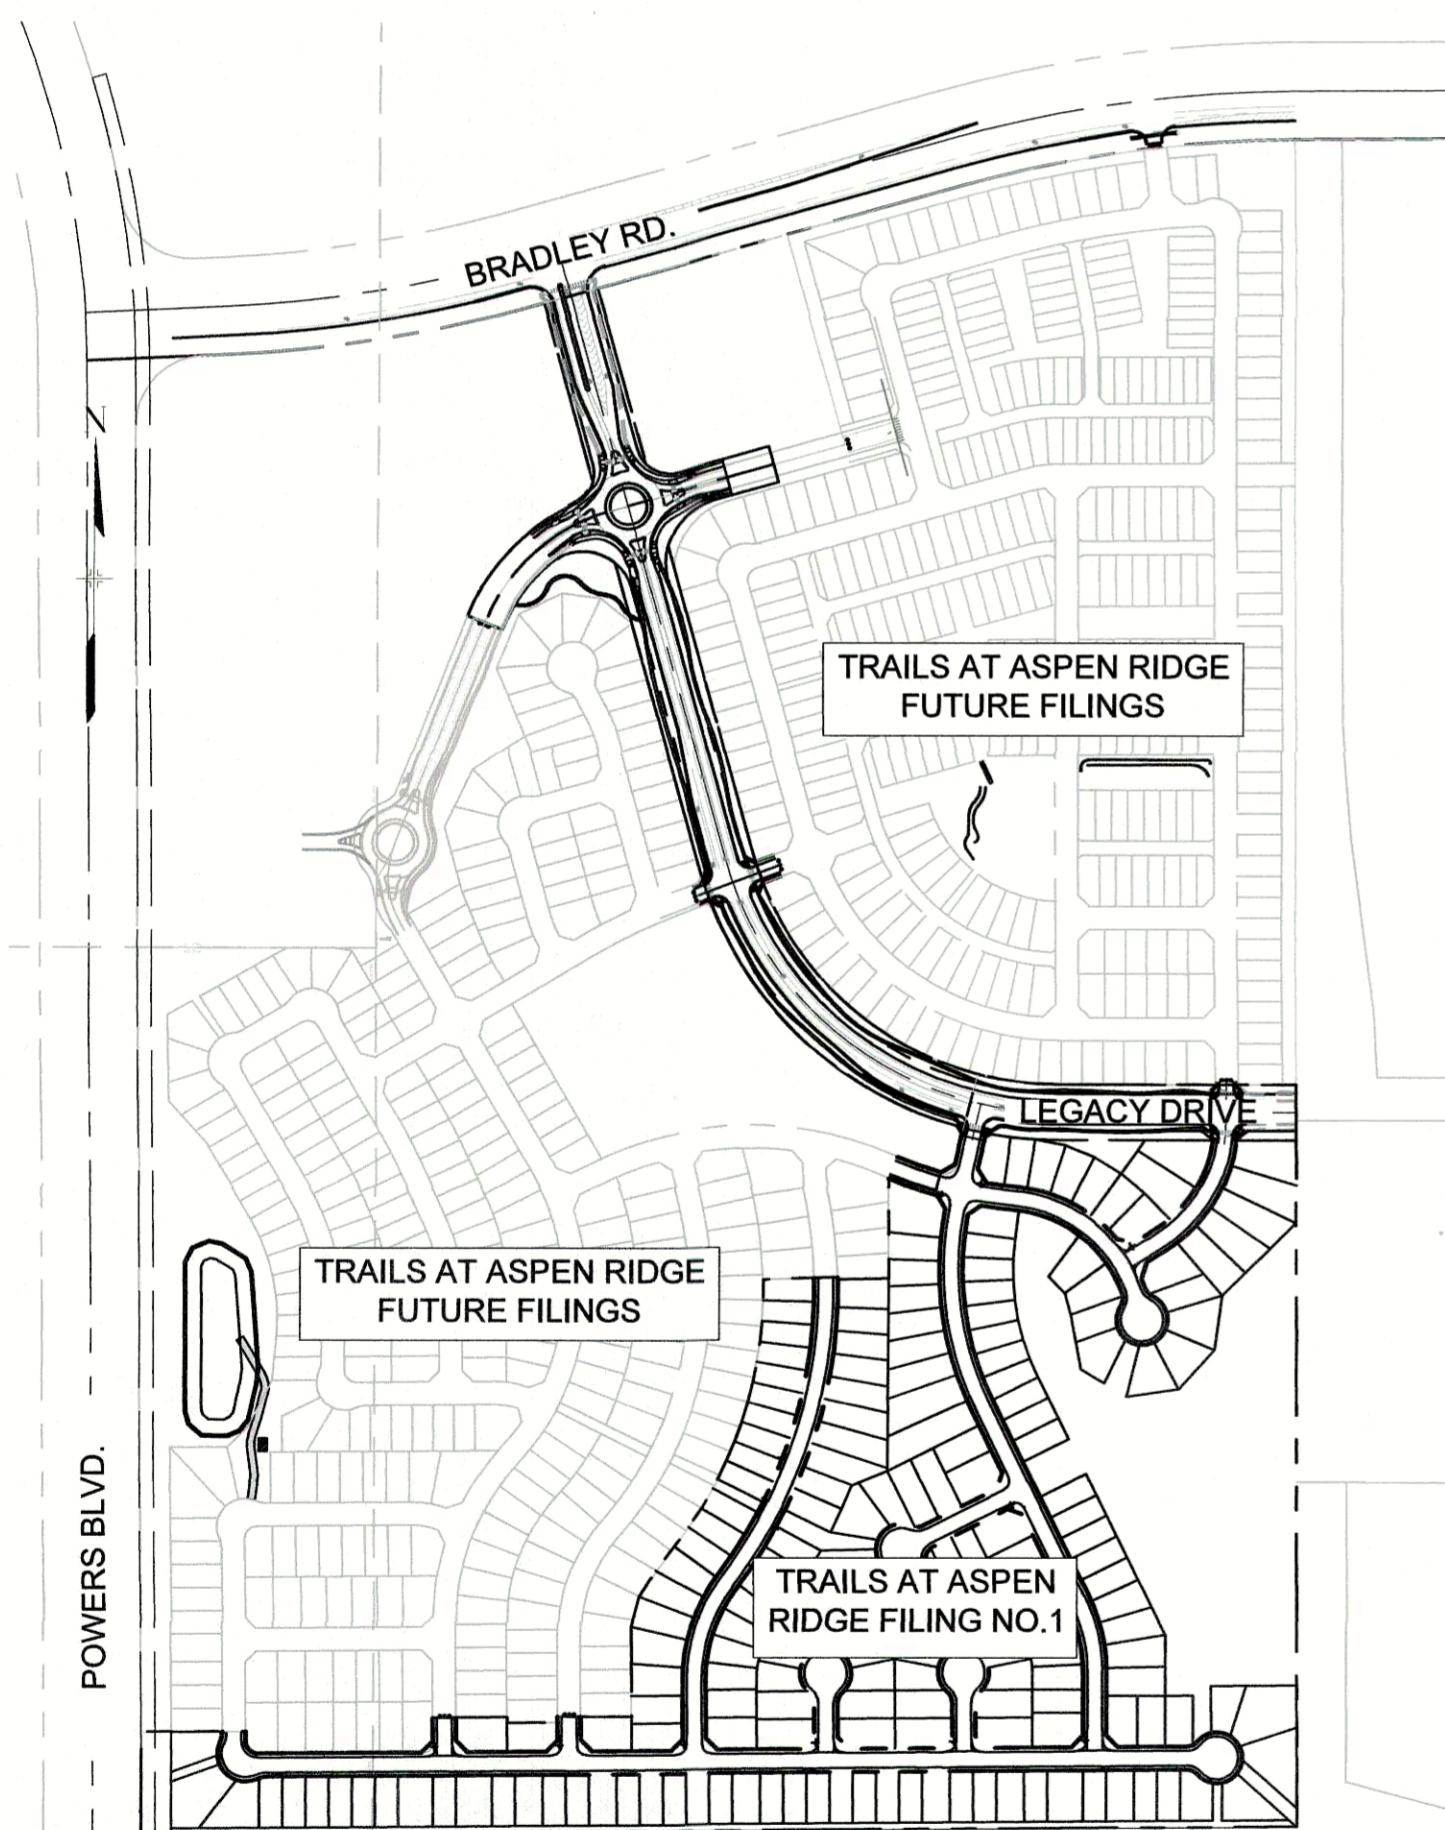 BRADLEY RD.
N
TRAILS AT ASPEN RIDGE
FUTURE FILINGS
LEGACY DRIVE
TRAILS AT ASPEN RIDGE
FUTURE FILINGS
POWERS BLVD.
TRAILS AT ASPEN
RIDGE FILING NO.1